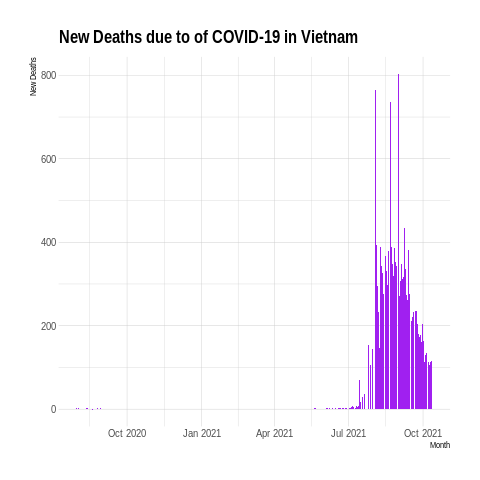 New Deaths due to of COVID-19 in Vietnam
New Deaths
800
600
400
200
0
Oct 2020 Jan 2021 Apr 2021 Jul 2021 Oct 2021
Month